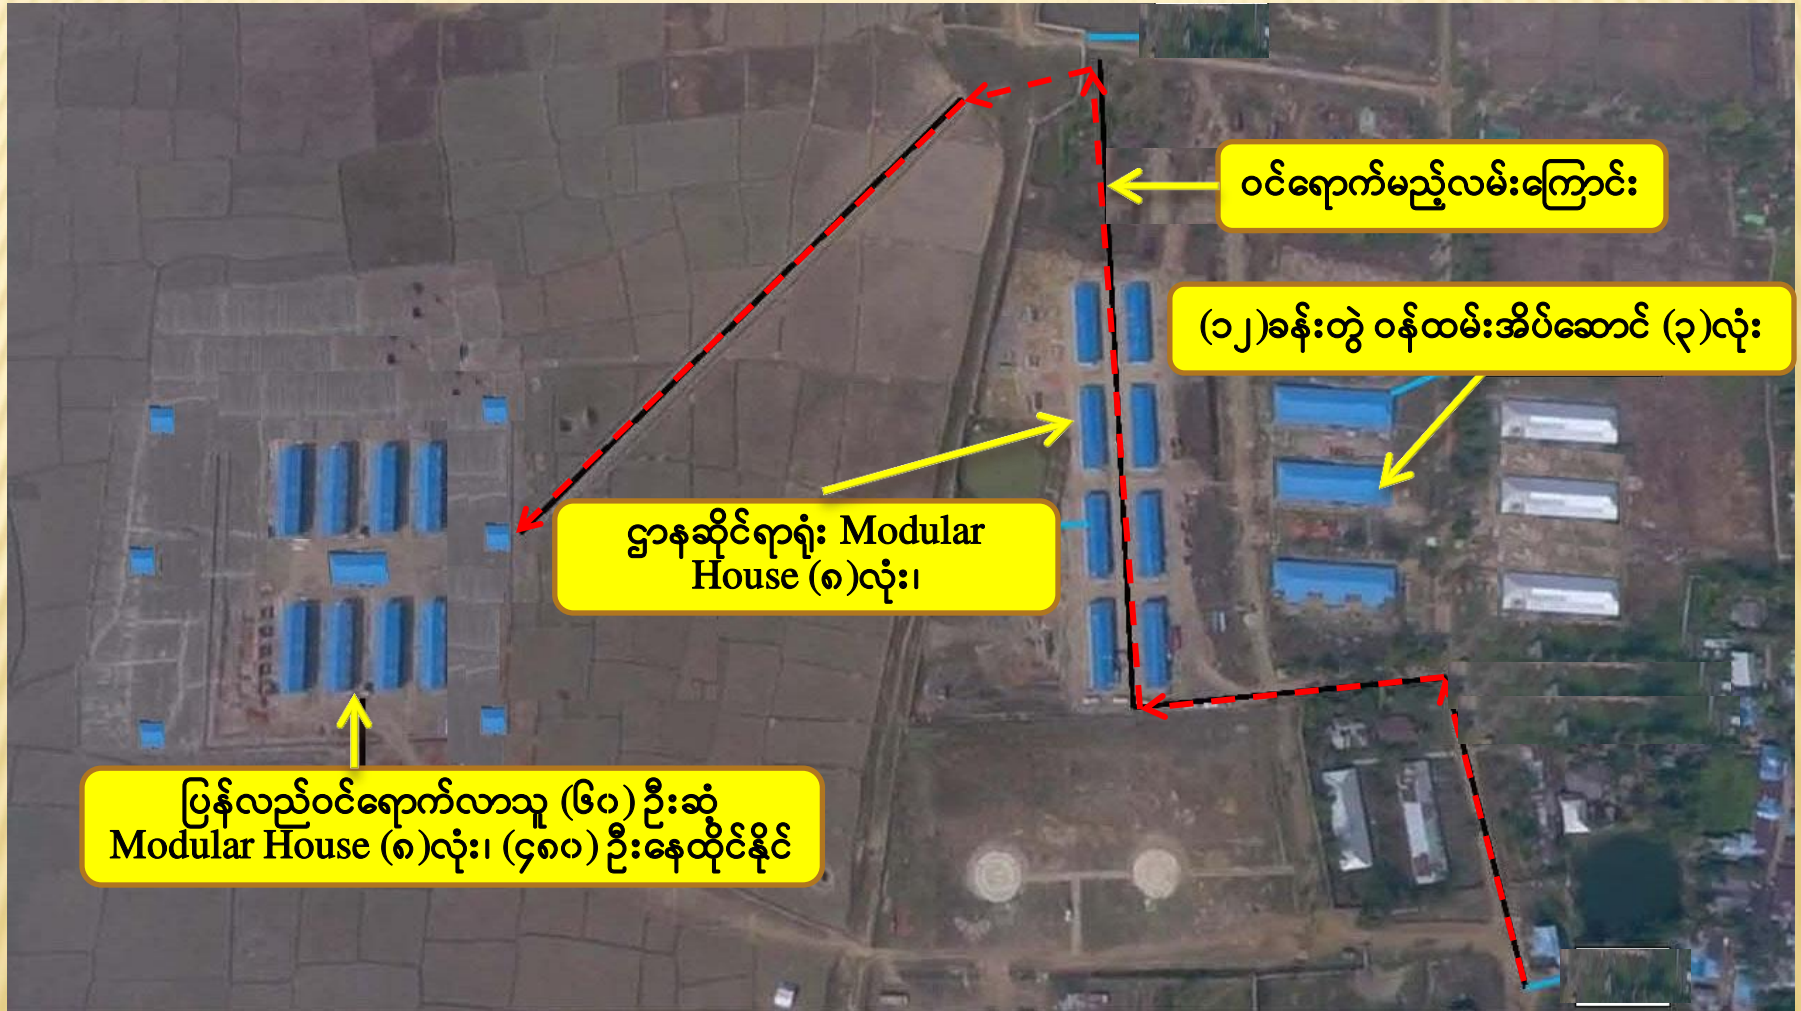 ဝင်ရောက်မည့်လမ်းကြောင်း
(၁၂)ခန်းတွဲ ဝန်ထမ်းအိပ်ဆောင် (၃)လုံး
ဌာနဆိုင်ရာရုံး Modular
House (၈)လုံး၊
ပြန်လည်ဝင်ရောက်လာသူ (၆၀) ဦးဆံ့
Modular House (၈)လုံး၊ (၄၈၀) ဦးနေထိုင်နိုင်